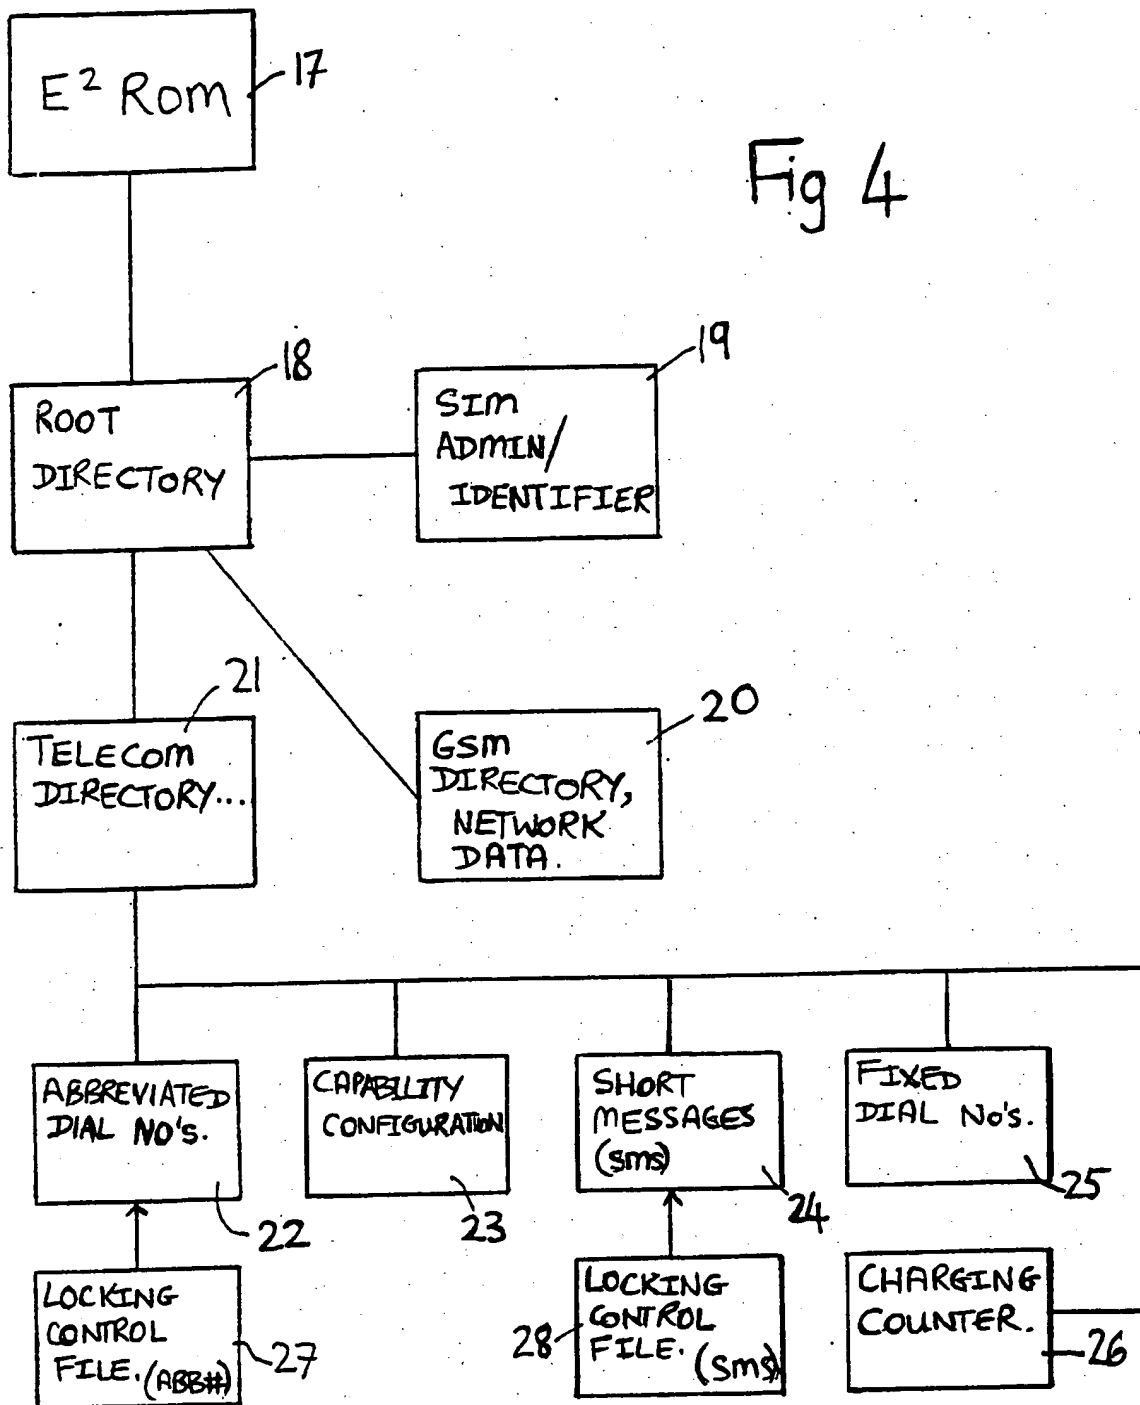 E² Rom
17
Fig 4
18
ROOT
DIRECTORY
19
SIM
ADMIN/
IDENTIFIER
21
TELECOM
DIRECTORY...
20
GSM
DIRECTORY,
NETWORK
DATA.
ABBREVIATED
DIAL NO'S.
22
CAPABILITY
CONFIGURATION
23
SHORT
MESSAGES
(SMS)
24
FIXED
DIAL No's.
25
LOCKING
CONTROL
FILE. (ABB#)
27
LOCKING
CONTROL
FILE. (SMS)
28
CHARGING
COUNTER.
26